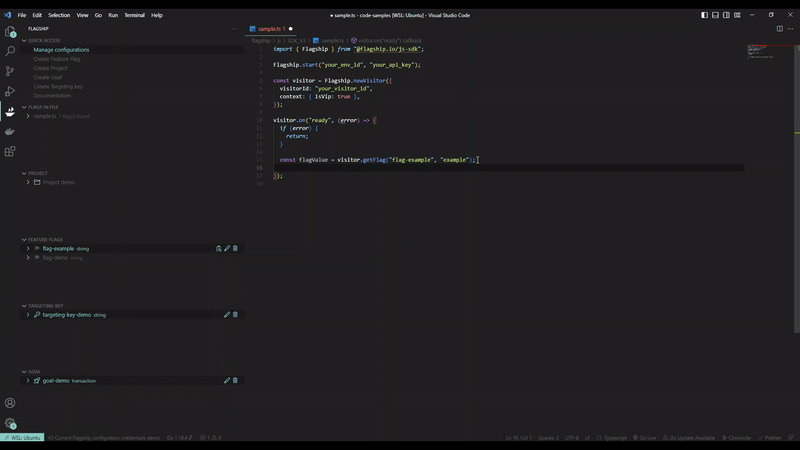 File Edit Selection View Go Run Terminal Help
● sample.ts - code-samples [WSL: Ubuntu] - Visual Studio Code
FLAGSHIP
QUICK ACCESS
Manage configurations
Create Feature Flag
Create Project
Create Goal
Create Targeting key
Documentation
FLAGS IN FILE
sample.ts
PROJECT
Project demo
FEATURE FLAGS
flag-example string
flag-demo string
TARGETING KEY
targeting-key-demo string
GOAL
goal-demo transaction
sample.ts 1
flagship > js > SDK_V3 > sample.ts > visitor.on("ready") callback
1 import { Flagship } from "@flagship.io/js-sdk";
2
3 Flagship.start("your_env_id", "your_api_key");
4
5 const visitor = Flagship.newVisitor({
6 visitorId: "your_visitor_id",
7 context: { isVip: true },
8 });
9
10 visitor.on("ready", (error) => {
11 if (error) {
12 return;
13 }
14
15 const flagValue = visitor.getFlag("flag-example", "example");
16
17 });
18
WSL: Ubuntu
Current Flagship configuration:credentials-demo
Go 1.18.4
Ln 16, Col 1
Spaces: 2
UTF-8
LF
Typescript
Go Live
Go Update Available
Chronicler
Prettier